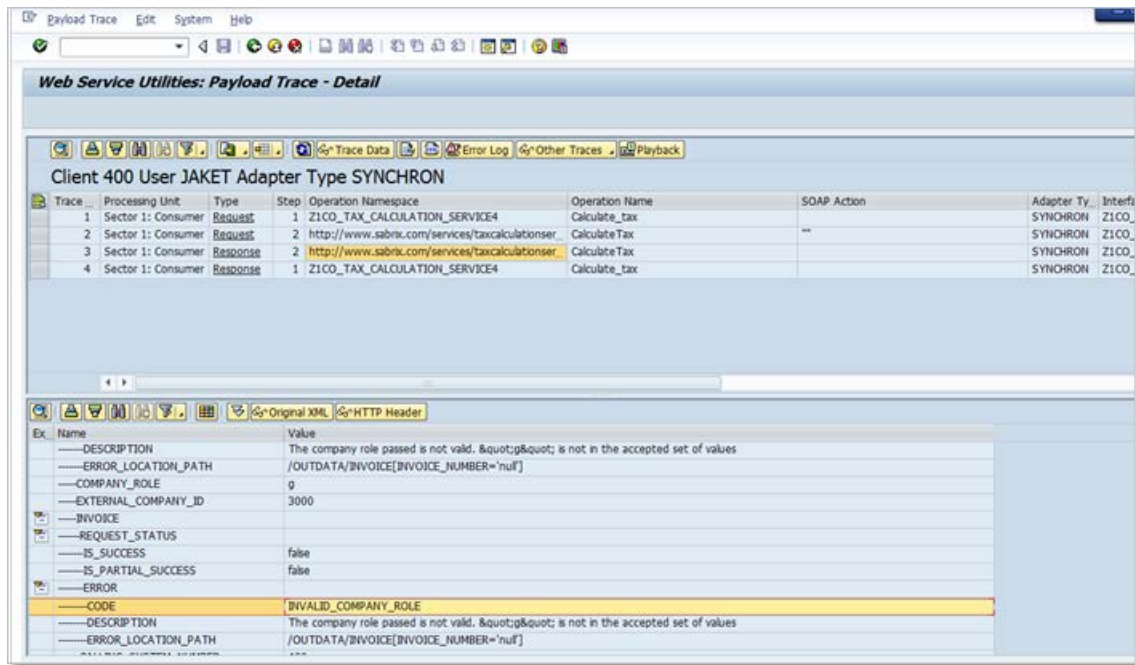 Payload Trace Edit System Help
Web Service Utilities: Payload Trace - Detail
Trace Data Error Log Other Traces Playback
Client 400 User JAKET Adapter Type SYNCHRON
Trace ... Processing Unit Type Step Operation Namespace Operation Name SOAP Action Adapter Ty... Interfa
1 Sector 1: Consumer Request 1 Z1CO_TAX_CALCULATION_SERVICE4 Calculate_tax SYNCHRON Z1CO_
2 Sector 1: Consumer Request 2 http://www.sabrix.com/services/taxcalculationser... CalculateTax "" SYNCHRON Z1CO_
3 Sector 1: Consumer Response 2 http://www.sabrix.com/services/taxcalculationser... CalculateTax SYNCHRON Z1CO_
4 Sector 1: Consumer Response 1 Z1CO_TAX_CALCULATION_SERVICE4 Calculate_tax SYNCHRON Z1CO_
Original XML HTTP Header
Ex... Name Value
-------DESCRIPTION The company role passed is not valid. &quot;g&quot; is not in the accepted set of values
-------ERROR_LOCATION_PATH /OUTDATA/INVOICE[INVOICE_NUMBER='null']
-----COMPANY_ROLE g
-----EXTERNAL_COMPANY_ID 3000
-----INVOICE
------REQUEST_STATUS
-------IS_SUCCESS false
-------IS_PARTIAL_SUCCESS false
-------ERROR
--------CODE INVALID_COMPANY_ROLE
--------DESCRIPTION The company role passed is not valid. &quot;g&quot; is not in the accepted set of values
--------ERROR_LOCATION_PATH /OUTDATA/INVOICE[INVOICE_NUMBER='null']